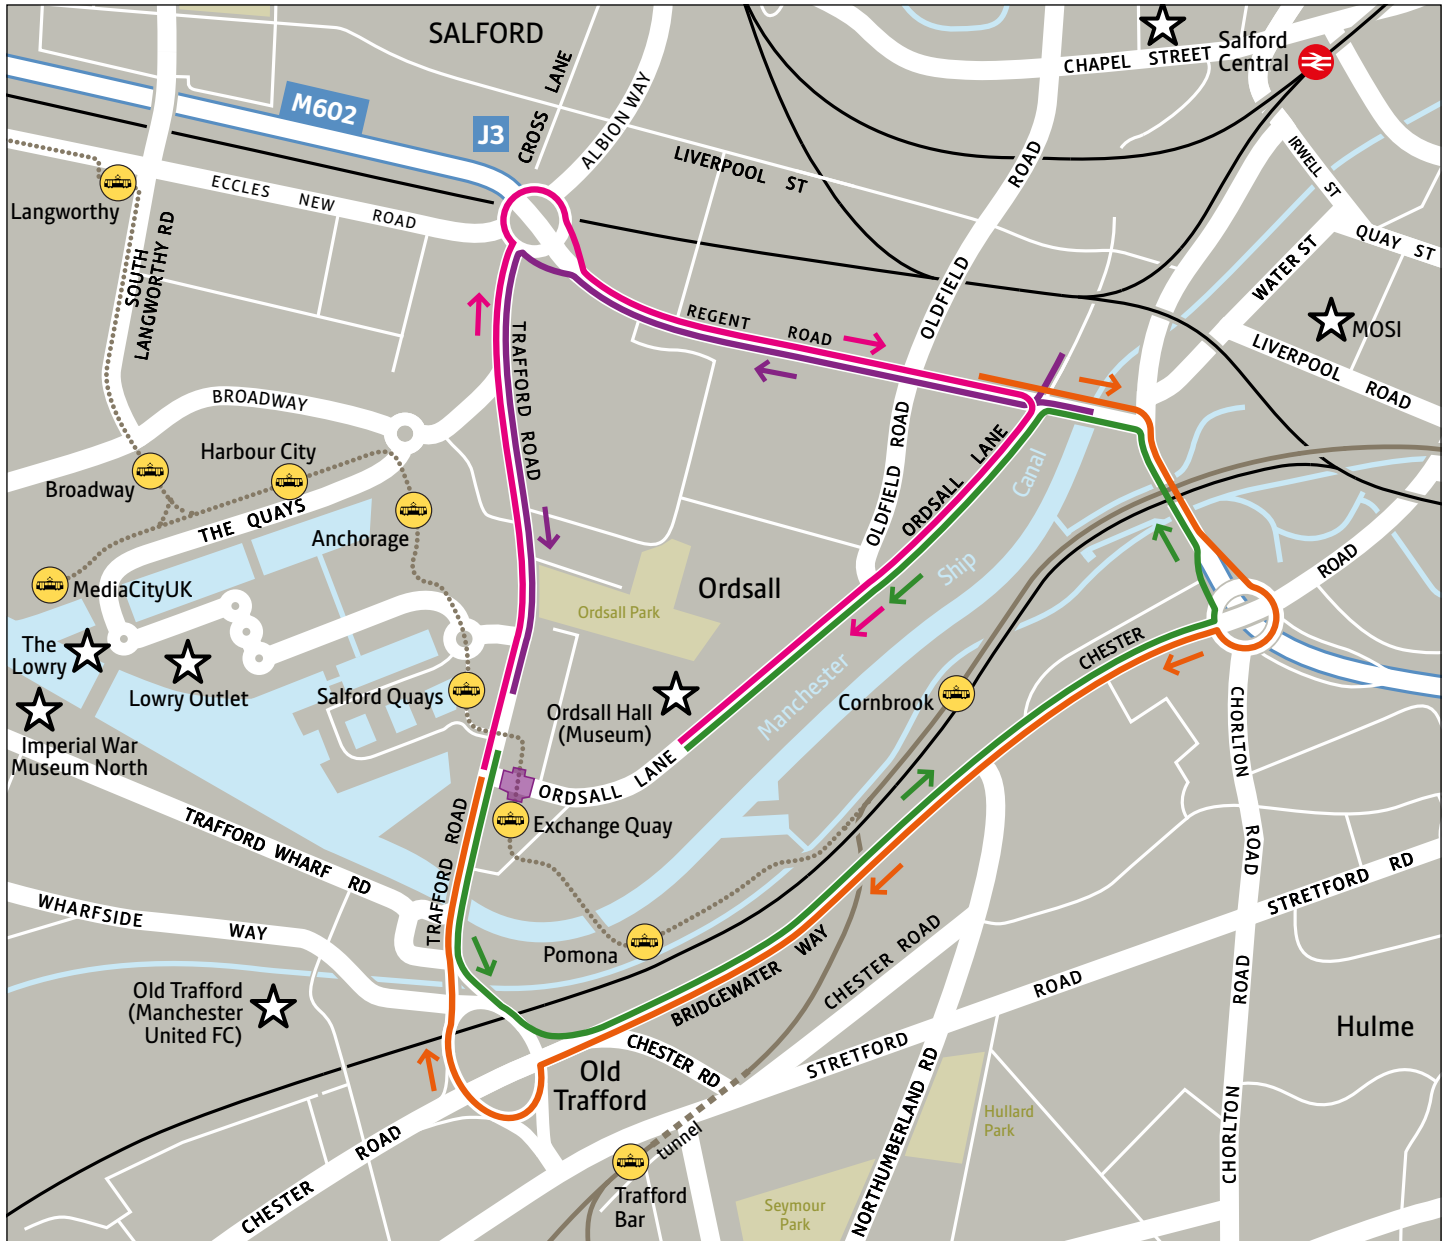 SALFORD
Salford
Central
CHAPEL STREET
M602
J3
CROSS LANE
ALBION WAY
LIVERPOOL ST
ROAD
IRWELL ST
Langworthy
ECCLES NEW ROAD
SOUTH
LANGWORTHY RD
QUAY ST
WATER ST
OLDFIELD
MOSI
REGENT ROAD
LIVERPOOL ROAD
TRAFFORD ROAD
BROADWAY
Harbour City
Broadway
OLDFIELD ROAD
ORDSALL LANE
Canal
THE QUAYS
Anchorage
Ship
ROAD
MediaCityUK
Ordsall
Ordsall Park
The
Lowry
CHESTER
Lowry Outlet
Salford Quays
Ordsall Hall
(Museum)
Manchester
Cornbrook
Imperial War
Museum North
CHORLTON
ROAD
ORDSALL LANE
Exchange Quay
TRAFFORD ROAD
TRAFFORD WHARF RD
STRETFORD RD
WHARFSIDE WAY
Pomona
BRIDGEWATER WAY
CHESTER ROAD
ROAD
ROAD
Old Trafford
(Manchester
United FC)
Hulme
STRETFORD
CHESTER RD
Old
Trafford
NORTHUMBERLAND RD
Hullard
Park
CHORLTON
tunnel
CHESTER ROAD
Trafford
Bar
Seymour
Park